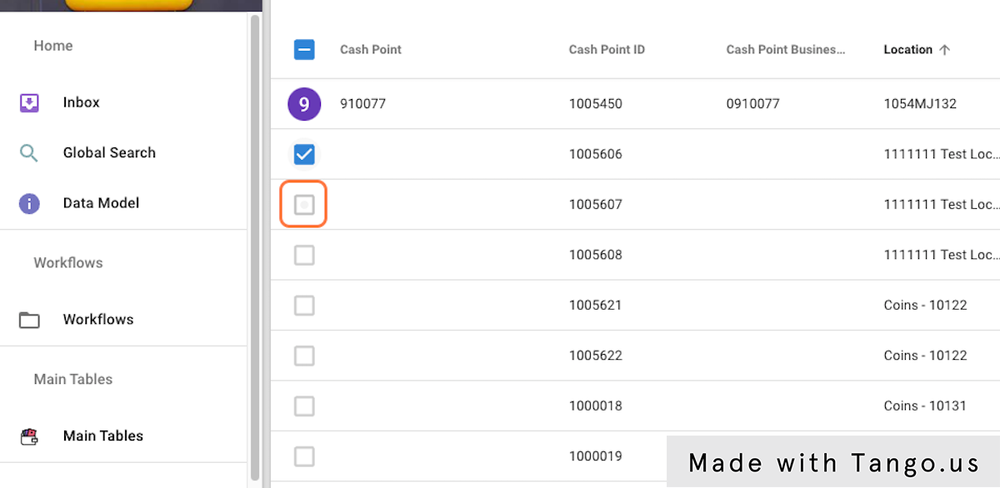 Home
Inbox
Global Search
Data Model
Workflows
Workflows
Main Tables
Main Tables
Cash Point Cash Point ID Cash Point Busines... Location
9 910077 1005450 0910077 1054MJ132
1005606 1111111 Test Loc...
1005607 1111111 Test Loc...
1005608 1111111 Test Loc...
1005621 Coins - 10122
1005622 Coins - 10122
1000018 Coins - 10131
1000019
Made with Tango.us